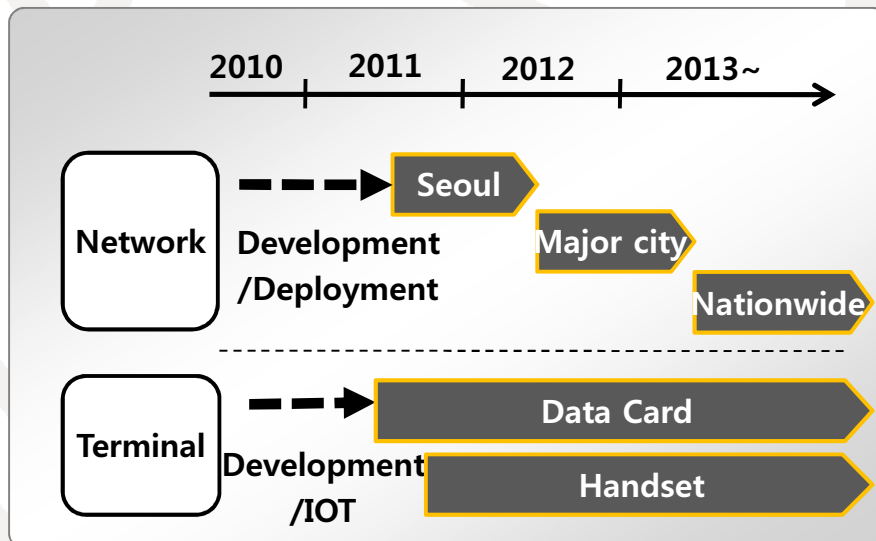 2010 2011 2012 2013~
Seoul
Network
Development
/Deployment
Major city
Nationwide
Data Card
Terminal
Development
/IOT
Handset